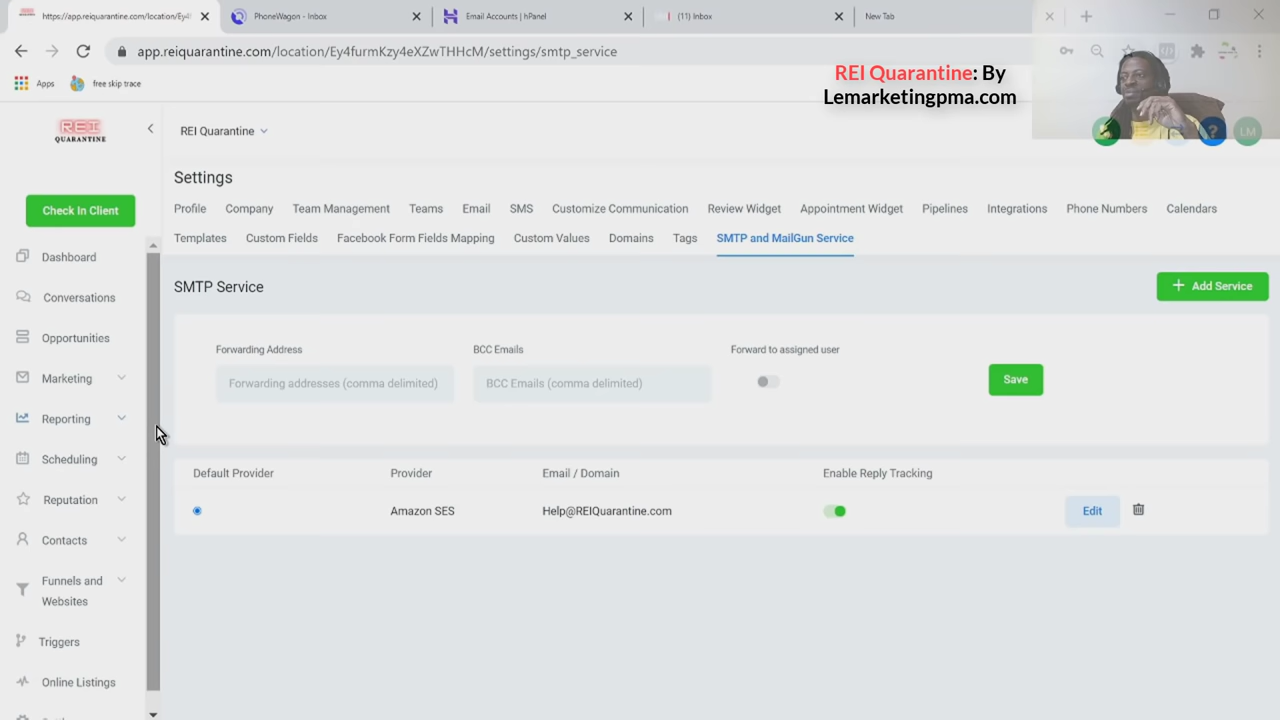 https://app.reiquarantine.com/location/Ey4
PhoneWagon - Inbox
Email Accounts | hPanel
(11) Inbox
New Tab
app.reiquarantine.com/location/Ey4furmKzy4eXZwTHHcM/settings/smtp_service
Apps
free skip trace
REI Quarantine: By
Lemarketingpma.com
REI
QUARANTINE
REI Quarantine
?
LM
Settings
Check In Client
Profile Company Team Management Teams Email SMS Customize Communication Review Widget Appointment Widget Pipelines Integrations Phone Numbers Calendars
Templates Custom Fields Facebook Form Fields Mapping Custom Values Domains Tags SMTP and MailGun Service
Dashboard
Conversations
Opportunities
Marketing
Reporting
Scheduling
Reputation
Contacts
Funnels and
Websites
Triggers
Online Listings
SMTP Service
+ Add Service
Forwarding Address BCC Emails Forward to assigned user
Forwarding addresses (comma delimited) BCC Emails (comma delimited)
Save
Default Provider Provider Email / Domain Enable Reply Tracking
Amazon SES Help@REIQuarantine.com Edit